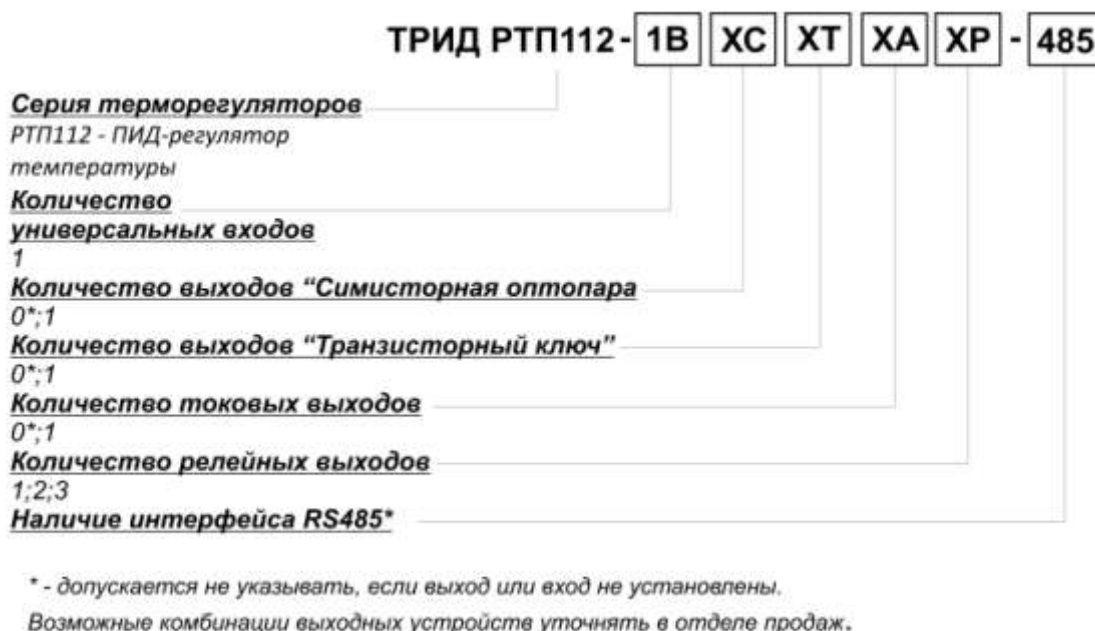 ТРИД РТП112 - 1В ХС ХТ ХА ХР - 485
Серия терморегуляторов
РТП112 - ПИД-регулятор
температуры
Количество
универсальных входов
1
Количество выходов “Симисторная оптопара
0*;1
Количество выходов “Транзисторный ключ”
0*;1
Количество токовых выходов
0*;1
Количество релейных выходов
1;2;3
Наличие интерфейса RS485*
* - допускается не указывать, если выход или вход не установлены.
Возможные комбинации выходных устройств уточнять в отделе продаж.